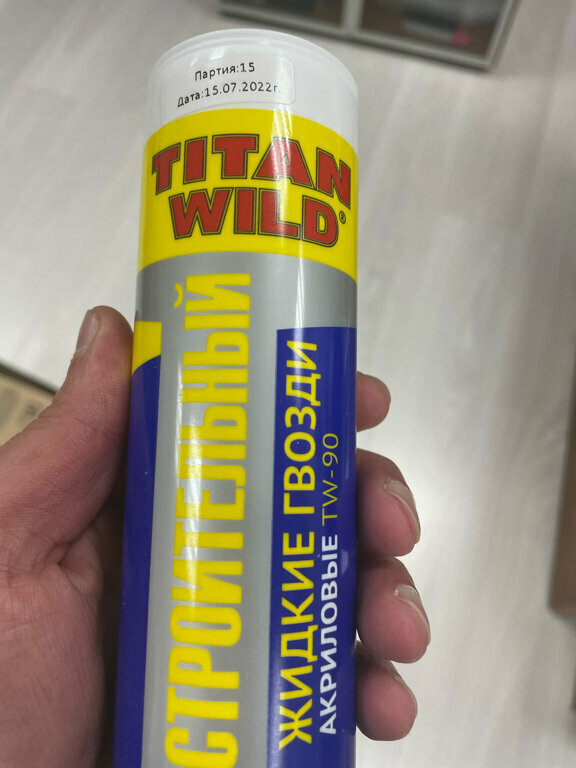 Партия:15
Дата:15.07.2022г.
TITAN
WILD®
СТРОИТЕЛЬНЫЙ
ЖИДКИЕ ГВОЗДИ
АКРИЛОВЫЕ TW-90